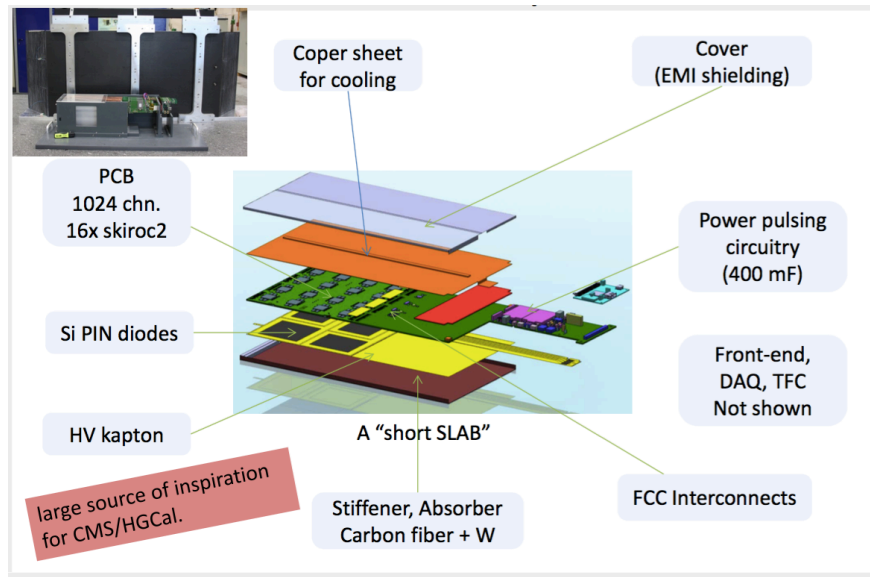 Coper sheet
for cooling
Cover
(EMI shielding)
PCB
1024 chn.
16x skiroc2
Power pulsing
circuitry
(400 mF)
Si PIN diodes
Front-end,
DAQ, TFC
Not shown
HV kapton
A “short SLAB”
large source of inspiration
for CMS/HGCal.
Stiffener, Absorber
Carbon fiber + W
FCC Interconnects